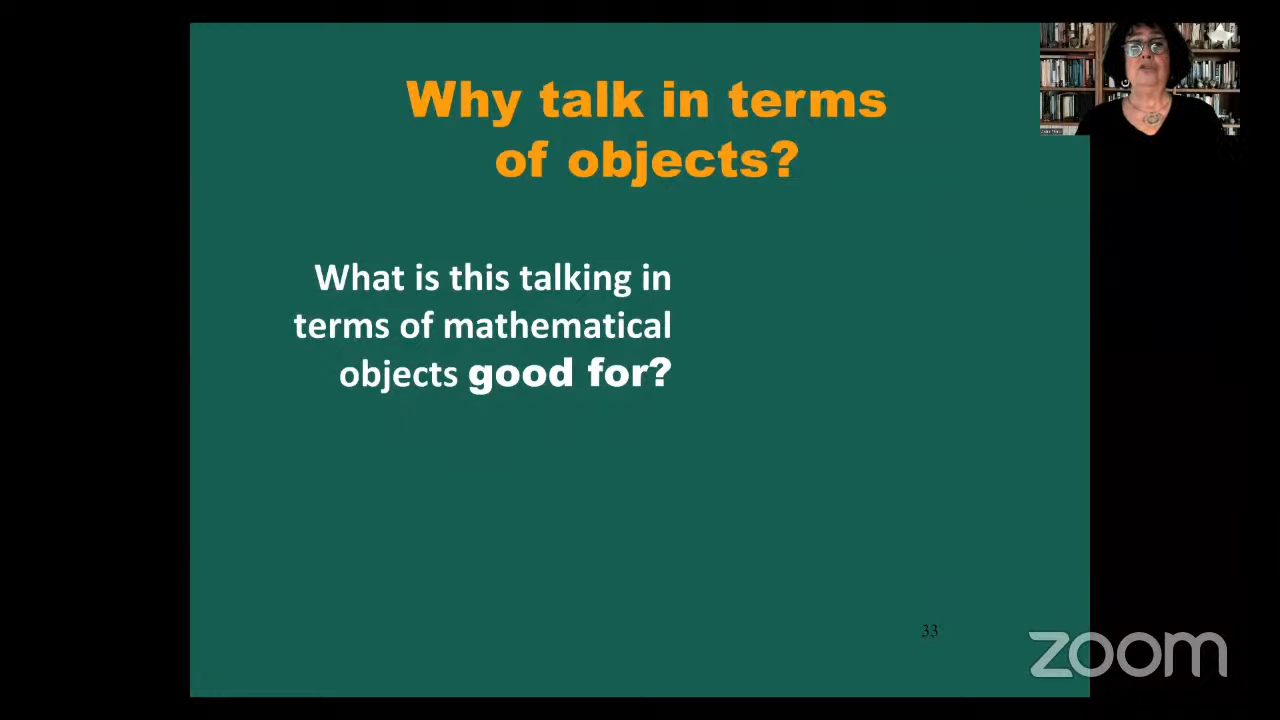 Why talk in terms
of objects?
What is this talking in
terms of mathematical
objects good for?
33
zoom